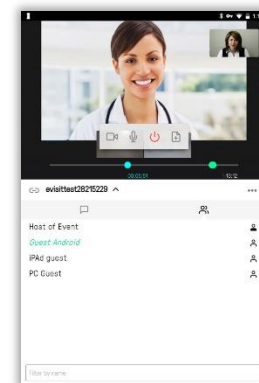 evisittest28215229
Host of Event
Guest Android
iPAd guest
PC Guest
Filter by name